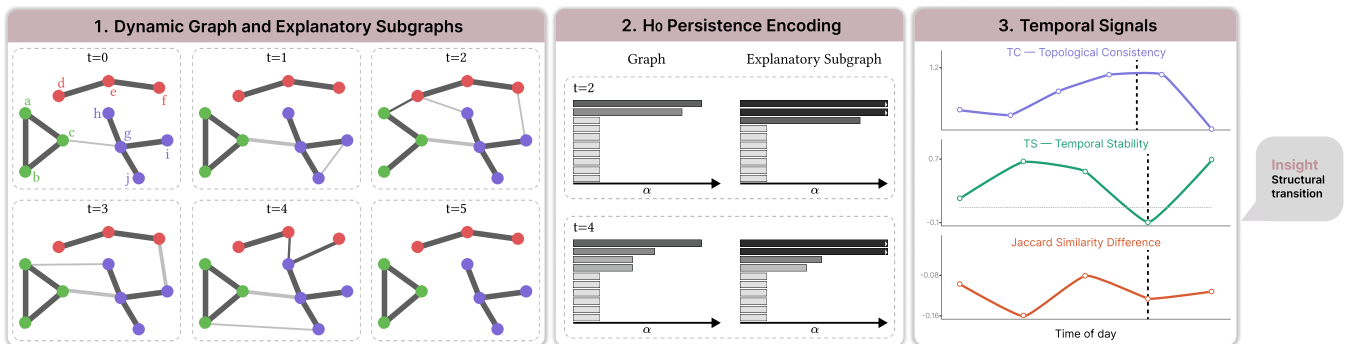 1. Dynamic Graph and Explanatory Subgraphs
t=0
t=1
t=2
d
e
f
a
h
c
g
i
b
j
t=3
t=4
t=5
2. H₀ Persistence Encoding
Graph
Explanatory Subgraph
t=2
α
α
t=4
α
α
3. Temporal Signals
TC — Topological Consistency
1.2
TS — Temporal Stability
0.7
-0.1
Jaccard Similarity Difference
-0.08
-0.16
Time of day
Insight
Structural
transition